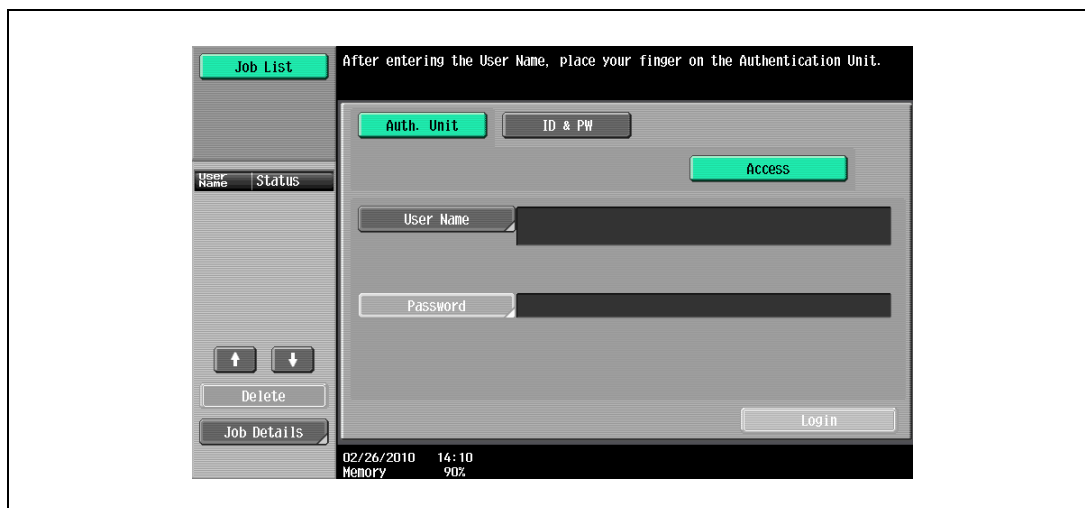 Job List
After entering the User Name, place your finger on the Authentication Unit.
Auth. Unit
ID & PW
Access
User Name
Status
User Name
Password
Delete
Login
Job Details
02/26/2010 14:10
Memory 90%